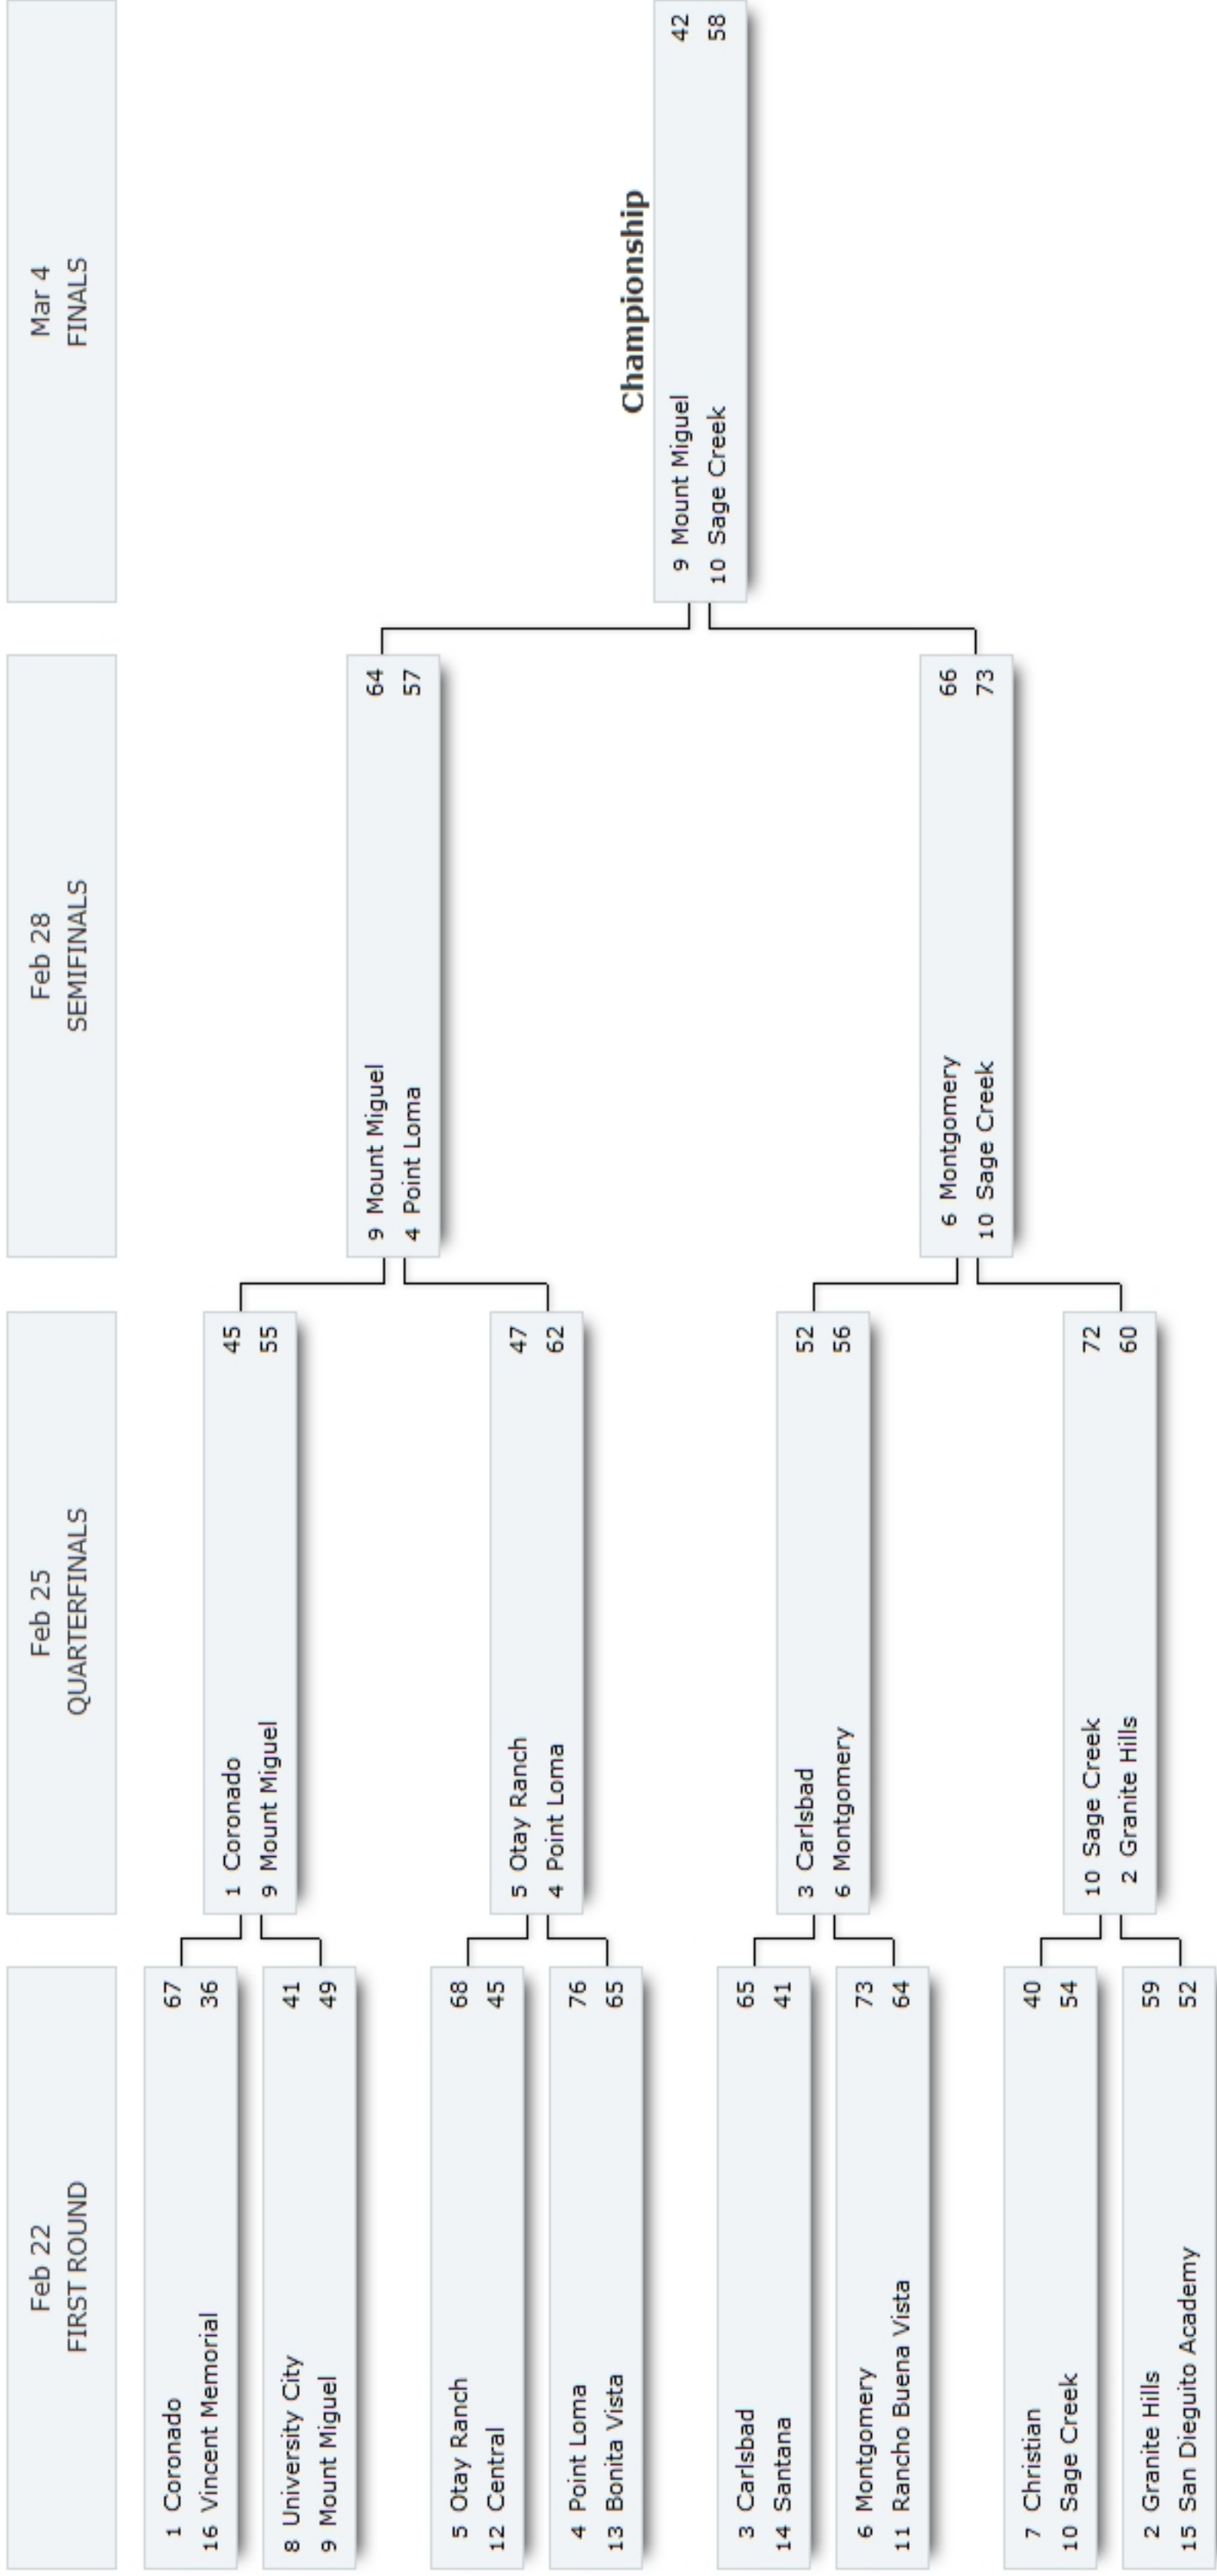 Feb 22
FIRST ROUND
Feb 25
QUARTERFINALS
Feb 28
SEMIFINALS
Mar 4
FINALS
1 Coronado 67
16 Vincent Memorial 36
8 University City 41
9 Mount Miguel 49
5 Otay Ranch 68
12 Central 45
4 Point Loma 76
13 Bonita Vista 65
3 Carlsbad 65
14 Santana 41
6 Montgomery 73
11 Rancho Buena Vista 64
7 Christian 40
10 Sage Creek 54
2 Granite Hills 59
15 San Dieguito Academy 52
1 Coronado 45
9 Mount Miguel 55
5 Otay Ranch 47
4 Point Loma 62
3 Carlsbad 52
6 Montgomery 56
10 Sage Creek 72
2 Granite Hills 60
9 Mount Miguel 64
4 Point Loma 57
6 Montgomery 66
10 Sage Creek 73
Championship
9 Mount Miguel 42
10 Sage Creek 58